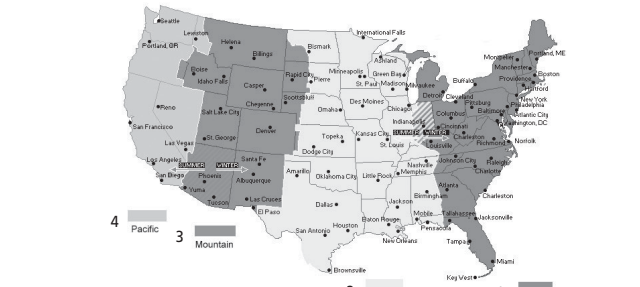 Seattle
International Falls
Lewiston
Helena
Portland, OR
Billings
Bismark
Ashland
Montpelier
Portland, ME
Manchester
Minneapolis
Green Bay
Boise
Rapid City
St. Paul
Buffalo
Boston
Idaho Falls
Pierre
Madison
Milwaukee
Providence
Hartford
Casper
Detroit
Cleveland
New York
Scottsbluff
Des Moines
Chicago
Pittsburg
Philadelphia
Reno
Cheyenne
Omaha
Columbus
Baltimore
Atlantic City
Salt Lake City
Indianapolis
Washington, DC
San Francisco
Denver
Topeka
Kansas City
SUMMER WINTER
Cincinnati
Charleston
Richmond
Norfolk
St. George
St. Louis
Louisville
Las Vegas
Dodge City
Raleigh
Los Angeles
SUMMER WINTER
Santa Fe
Nashville
Johnson City
Charlotte
San Diego
Phoenix
Albuquerque
Amarillo
Oklahoma City
Little Rock
Memphis
Yuma
Atlanta
Birmingham
Charleston
Tucson
Las Cruces
Dallas
Jackson
4
El Paso
Mobile
Tallahassee
Jacksonville
Baton Rouge
Pensacola
Pacific
3
Houston
San Antonio
New Orleans
Tampa
Mountain
Miami
Brownsville
Key West